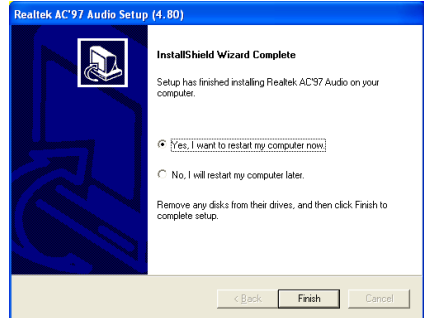 Realtek AC'97 Audio Setup (4.80)
InstallShield Wizard Complete
Setup has finished installing Realtek AC'97 Audio on your
computer.
Yes, I want to restart my computer now.
No, I will restart my computer later.
Remove any disks from their drives, and then click Finish to
complete setup.
< Back
Finish
Cancel